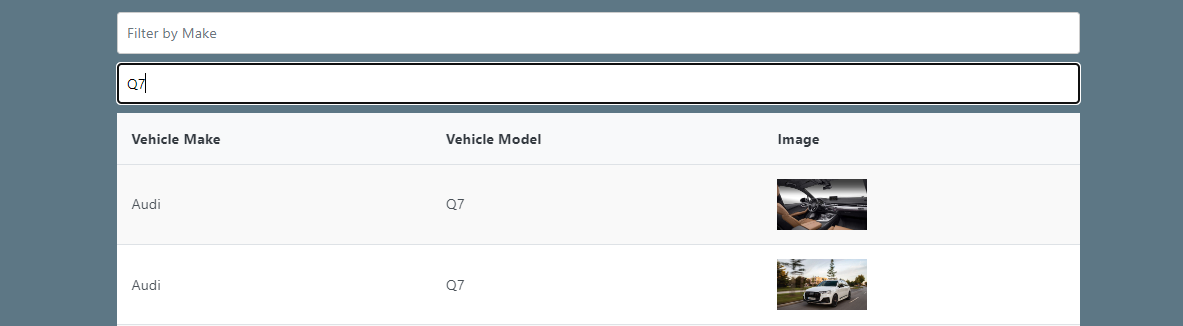 Filter by Make
Q7
Vehicle Make Vehicle Model Image
Audi Q7
Audi Q7